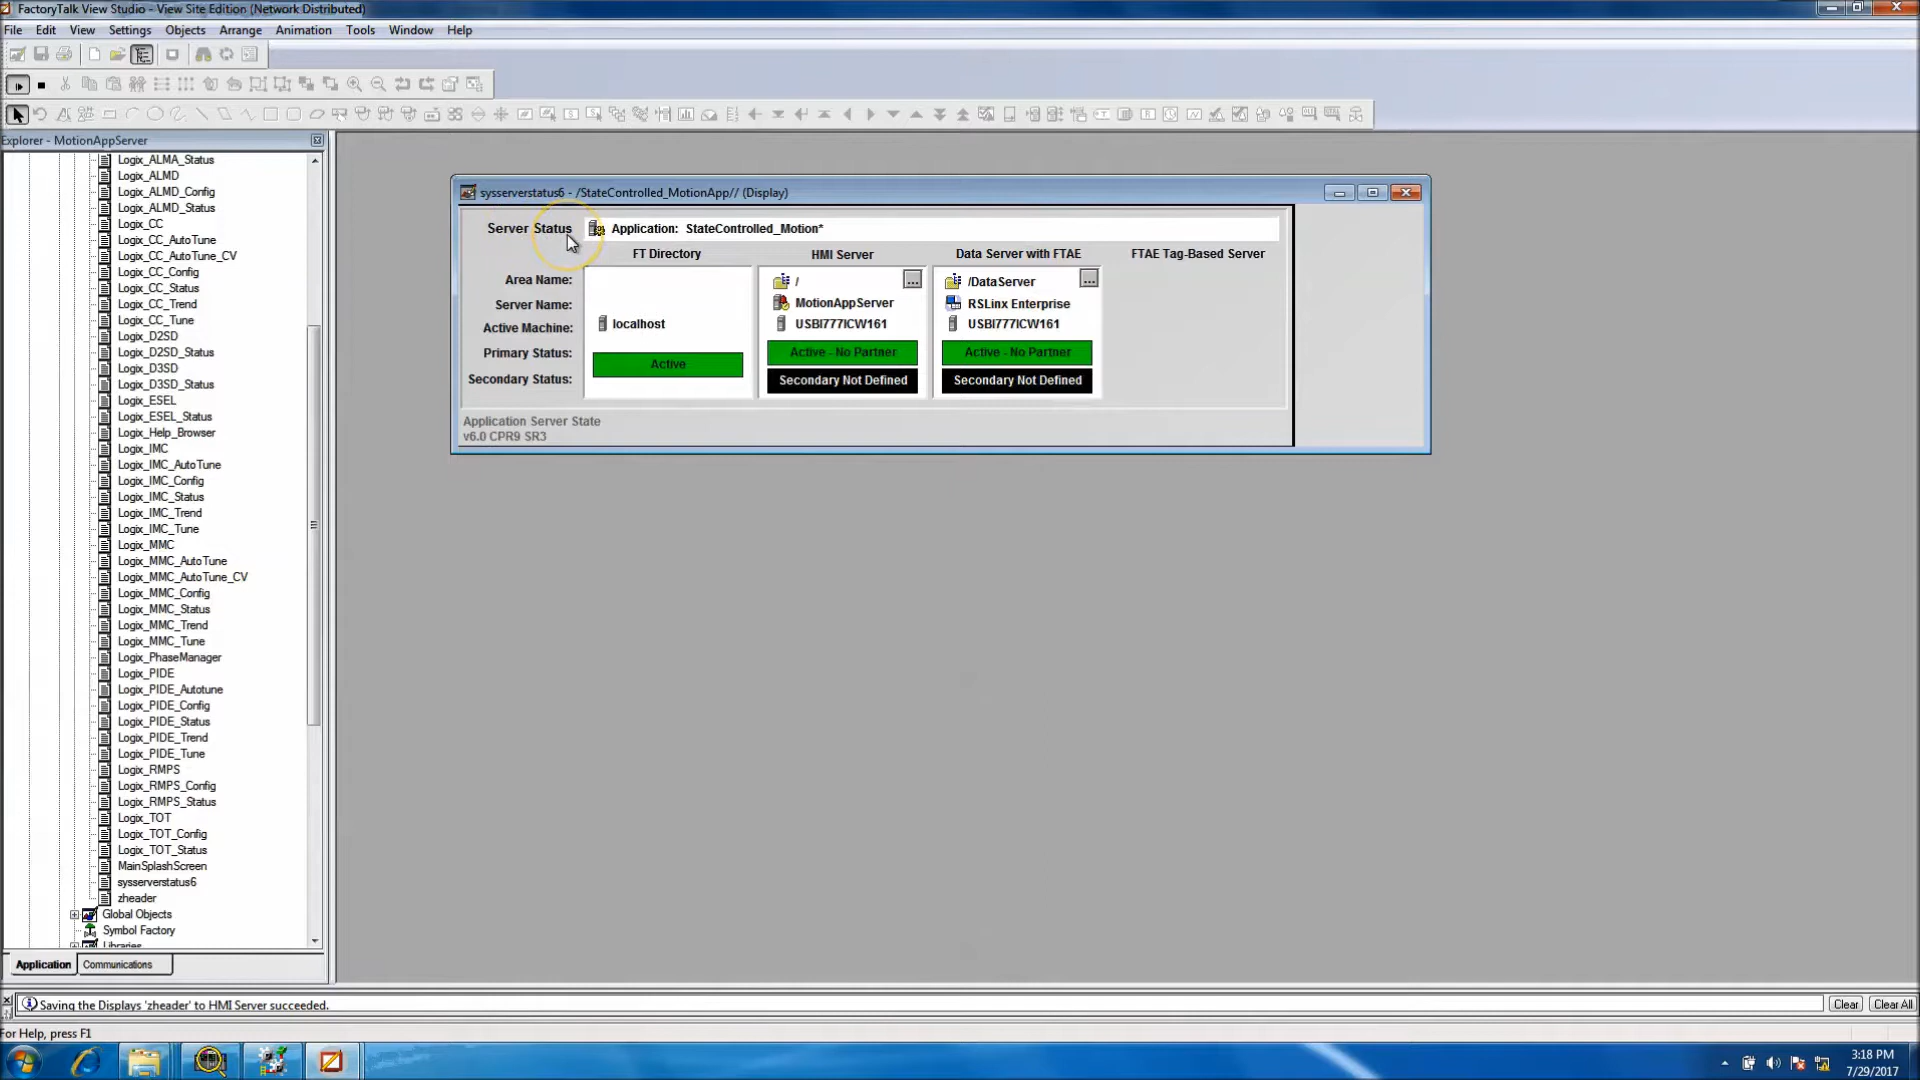 FactoryTalk View Studio - View Site Edition (Network Distributed)
File Edit View Settings Objects Arrange Animation Tools Window Help
Explorer - MotionAppServer
Logix_ALMA_Status
Logix_ALMD
Logix_ALMD_Config
Logix_ALMD_Status
Logix_CC
Logix_CC_AutoTune
Logix_CC_AutoTune_CV
Logix_CC_Config
Logix_CC_Status
Logix_CC_Trend
Logix_CC_Tune
Logix_D2SD
Logix_D2SD_Status
Logix_D3SD
Logix_D3SD_Status
Logix_ESEL
Logix_ESEL_Status
Logix_Help_Browser
Logix_IMC
Logix_IMC_AutoTune
Logix_IMC_Config
Logix_IMC_Status
Logix_IMC_Trend
Logix_IMC_Tune
Logix_MMC
Logix_MMC_AutoTune
Logix_MMC_AutoTune_CV
Logix_MMC_Config
Logix_MMC_Status
Logix_MMC_Trend
Logix_MMC_Tune
Logix_PhaseManager
Logix_PIDE
Logix_PIDE_Autotune
Logix_PIDE_Config
Logix_PIDE_Status
Logix_PIDE_Trend
Logix_PIDE_Tune
Logix_RMPS
Logix_RMPS_Config
Logix_RMPS_Status
Logix_TOT
Logix_TOT_Config
Logix_TOT_Status
MainSplashScreen
sysserverstatus6
zheader
Global Objects
Symbol Factory
Libraries
Application Communications
sysserverstatus6 - /StateControlled_MotionApp// (Display)
Server Status Application: StateControlled_Motion*
FT Directory HMI Server Data Server with FTAE FTAE Tag-Based Server
Area Name: / ... /DataServer ...
Server Name: MotionAppServer RSLinx Enterprise
Active Machine: localhost USBI777ICW161 USBI777ICW161
Primary Status: Active Active - No Partner Active - No Partner
Secondary Status: Secondary Not Defined Secondary Not Defined
Application Server State
v6.0 CPR9 SR3
Saving the Displays 'zheader' to HMI Server succeeded. Clear Clear All
For Help, press F1
3:18 PM
7/29/2017